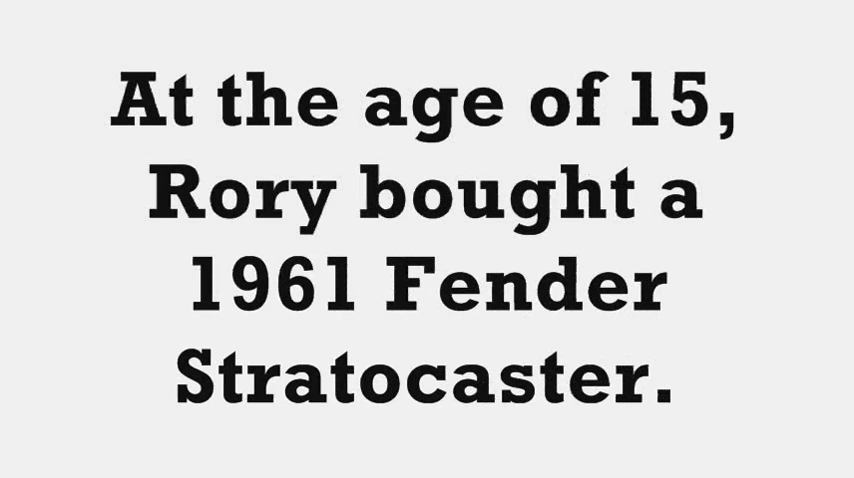 At the age of 15,
Rory bought a
1961 Fender
Stratocaster.